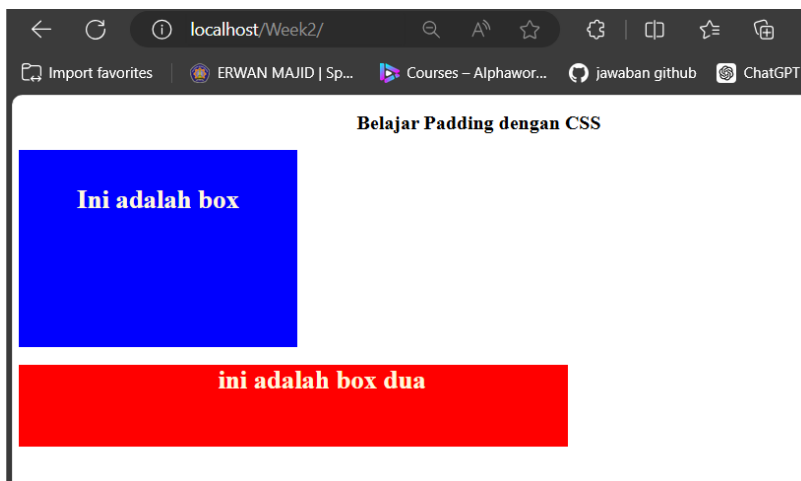 localhost/Week2/
Import favorites
ERWAN MAJID | Sp...
Courses – Alphawor...
jawaban github
ChatGPT
Belajar Padding dengan CSS
Ini adalah box
ini adalah box dua